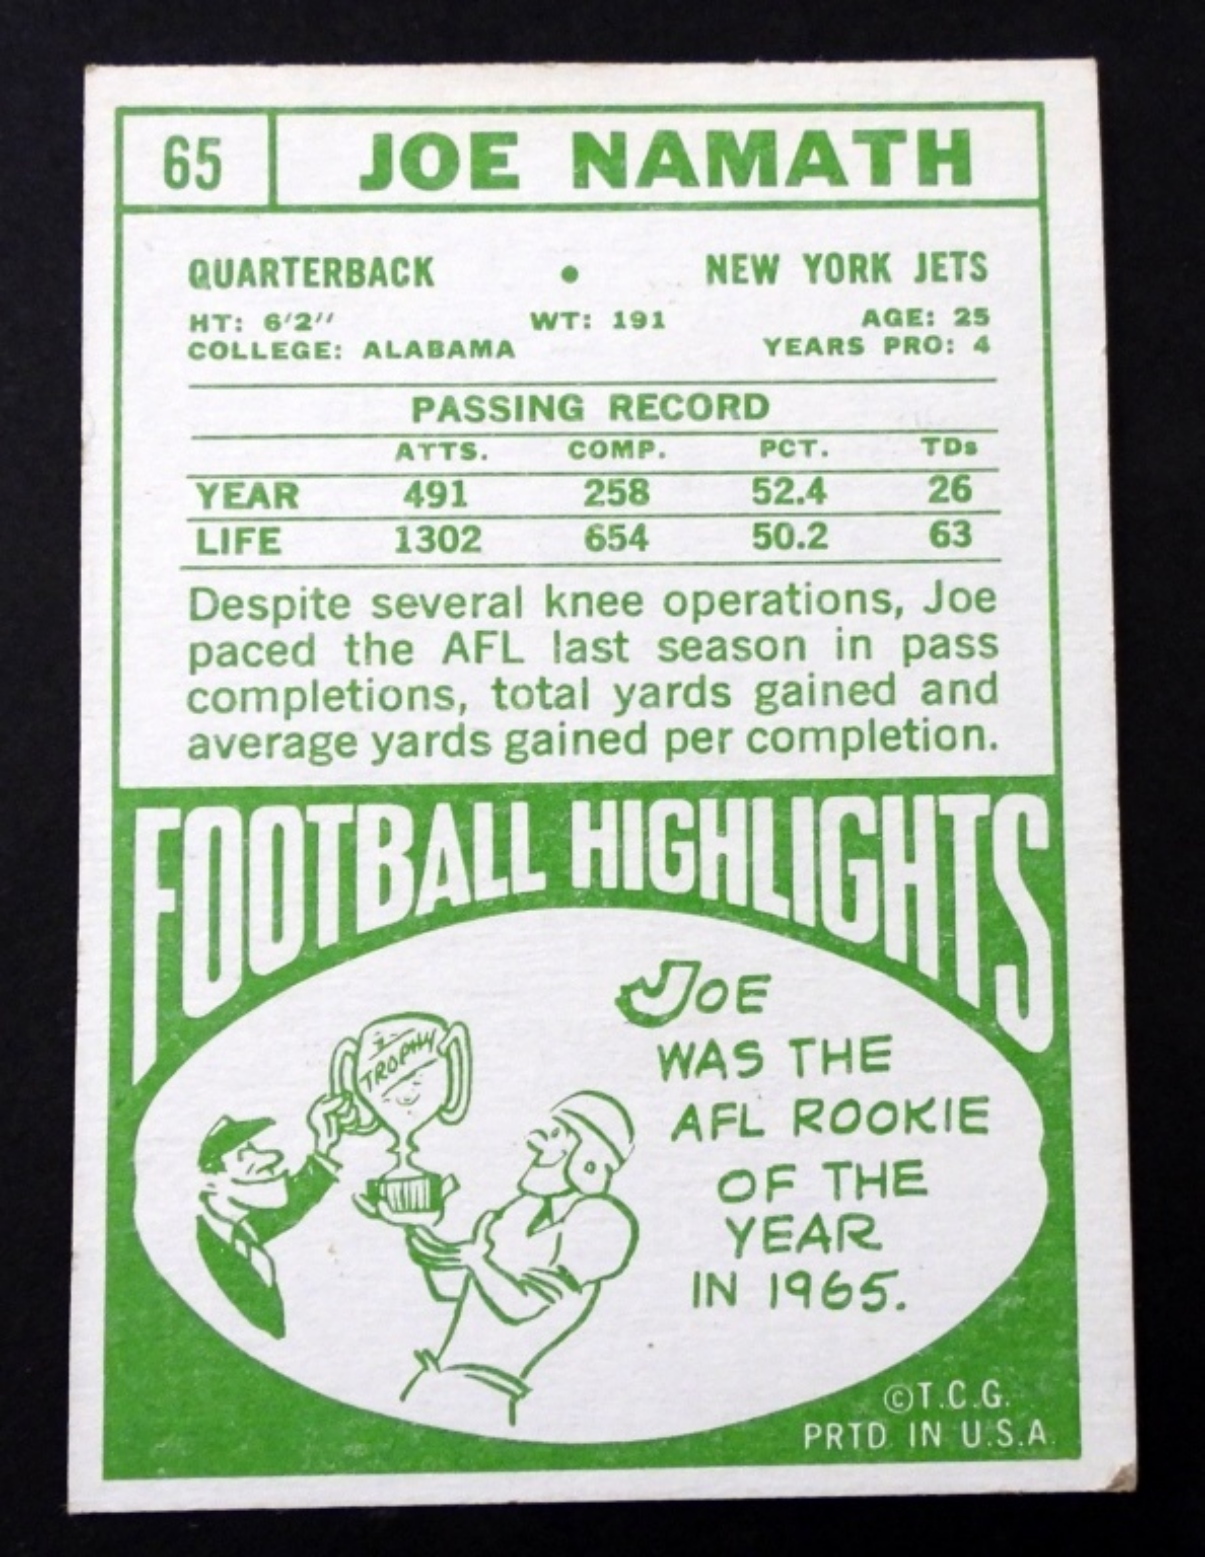 65 JOE NAMATH
QUARTERBACK • NEW YORK JETS
HT: 6'2" WT: 191 AGE: 25
COLLEGE: ALABAMA YEARS PRO: 4
PASSING RECORD
ATTS. COMP. PCT. TDs
YEAR 491 258 52.4 26
LIFE 1302 654 50.2 63
Despite several knee operations, Joe
paced the AFL last season in pass
completions, total yards gained and
average yards gained per completion.
FOOTBALL HIGHLIGHTS
TROPHY
JOE
WAS THE
AFL ROOKIE
OF THE
YEAR
IN 1965.
©T.C.G.
PRTD. IN U.S.A.